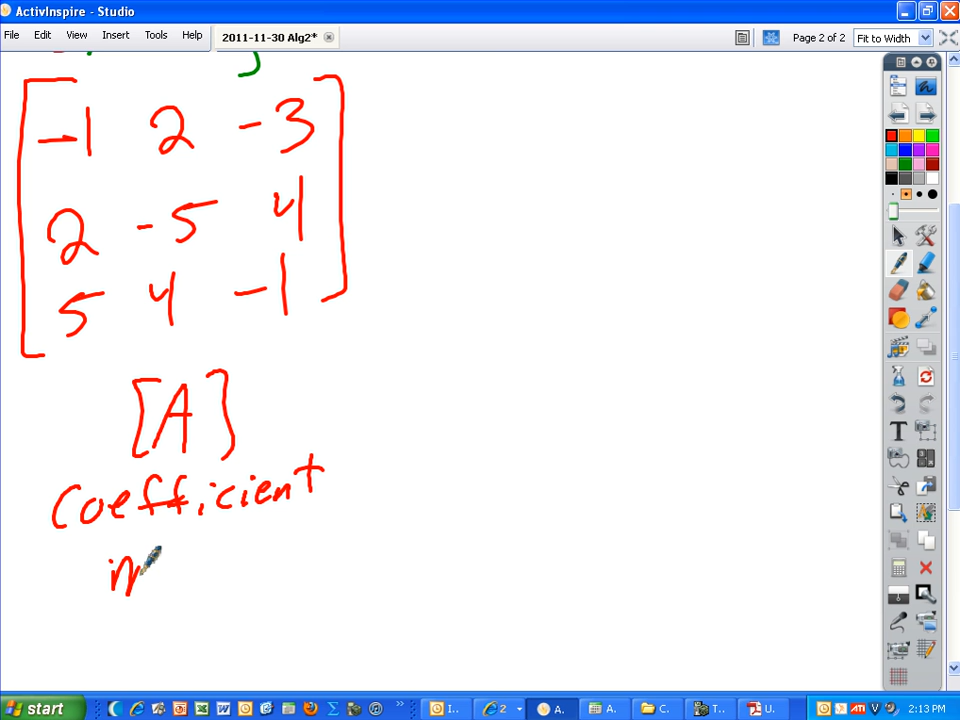 ActivInspire - Studio
File Edit View Insert Tools Help 2011-11-30 Alg2* Page 2 of 2 Fit to Width
-1 2 -3
2 -5 4
5 4 -1
[A]
Coefficient
m
start I.. 2 A. A. C. T.. U. 2:13 PM